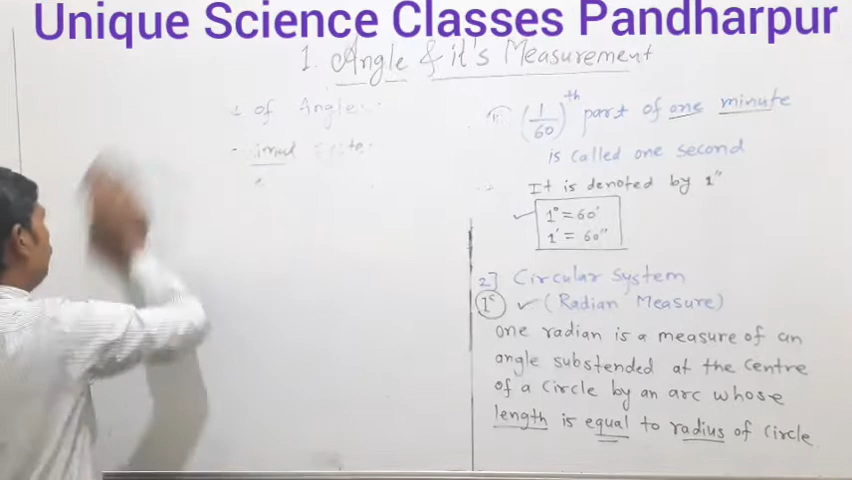 Unique Science Classes Pandharpur
1. Angle & it's Measurement
of Angle
ii) (1/60)th part of one minute
is called one second
It is denoted by 1"
1° = 60'
1' = 60"
2] Circular System
1ᶜ (Radian Measure)
one radian is a measure of an
angle substended at the centre
of a circle by an arc whose
length is equal to radius of circle